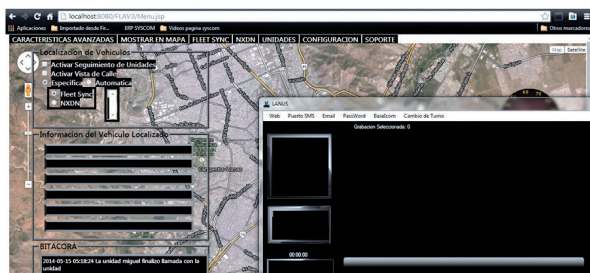 localhost:8080/FLAV3/Menu.jsp
Aplicaciones Importado desde Fire... ERP SYSCOM Videos pagina syscom Otros marcadores
CARACTERISTICAS AVANZADAS MOSTRAR EN MAPA FLEET SYNC NXDN UNIDADES CONFIGURACION SOPORTE
Localizacion de Vehiculos
Map Satellite
Activar Seguimiento de Unidades
Activar Vista de Calle
Especifica Automatica
Fleet Sync
NXDN
60 70
LANUS
Web Puerto SMS Email PassWord BaseIcom Cambio de Turno
Grabacion Seleccionada: 0
Informacion del Vehiculo Localizado
00:00:00
BITACORA
2014-05-15 05:18:24 La unidad miguel finalizo llamada con la
unidad